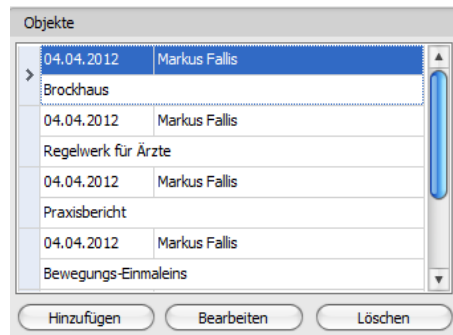 Objekte
04.04.2012 Markus Fallis
Brockhaus
04.04.2012 Markus Fallis
Regelwerk für Ärzte
04.04.2012 Markus Fallis
Praxisbericht
04.04.2012 Markus Fallis
Bewegungs-Einmaleins
Hinzufügen Bearbeiten Löschen